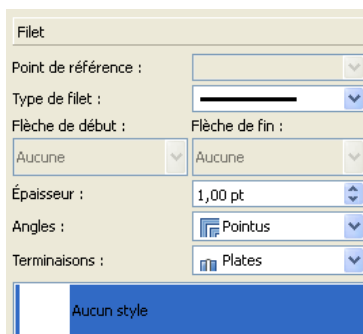 Filet
Point de référence :
Type de filet :
Flèche de début : Flèche de fin :
Aucune Aucune
Épaisseur : 1,00 pt
Angles : Pointus
Terminaisons : Plates
Aucun style